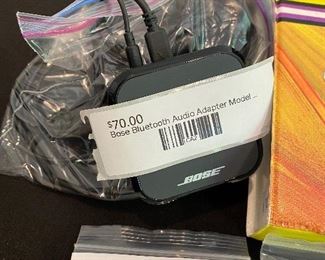 $70.00
Bose Bluetooth Audio Adapter Model ...
BOSE